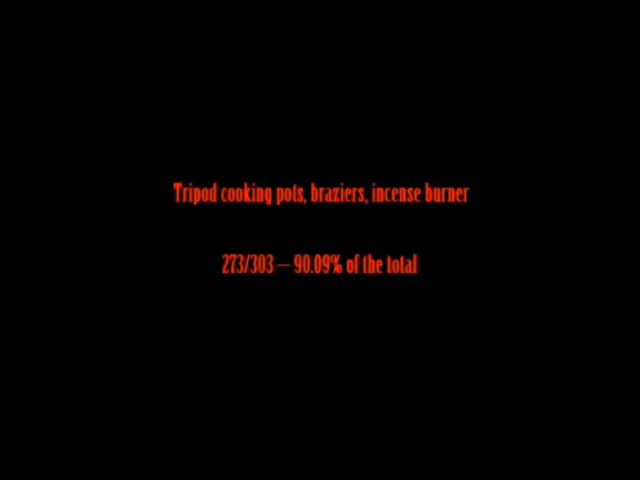 Tripod cooking pots, braziers, incense burner
273/303 – 90.09% of the total